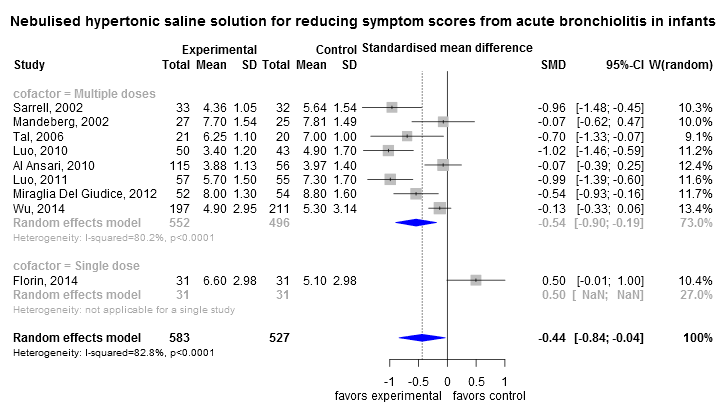 Nebulised hypertonic saline solution for reducing symptom scores from acute bronchiolitis in infants
Experimental Control Standardised mean difference
Study Total Mean SD Total Mean SD SMD 95%-CI W(random)
cofactor = Multiple doses
Sarrell, 2002 33 4.36 1.05 32 5.64 1.54 -0.96 [-1.48; -0.45] 10.3%
Mandeberg, 2002 27 7.70 1.54 25 7.81 1.49 -0.07 [-0.62; 0.47] 10.0%
Tal, 2006 21 6.25 1.10 20 7.00 1.00 -0.70 [-1.33; -0.07] 9.1%
Luo, 2010 50 3.40 1.20 43 4.90 1.70 -1.02 [-1.46; -0.59] 11.2%
Al Ansari, 2010 115 3.88 1.13 56 3.97 1.40 -0.07 [-0.39; 0.25] 12.4%
Luo, 2011 57 5.70 1.50 55 7.30 1.70 -0.99 [-1.39; -0.60] 11.6%
Miraglia Del Giudice, 2012 52 8.00 1.30 54 8.80 1.60 -0.54 [-0.93; -0.16] 11.7%
Wu, 2014 197 4.90 2.95 211 5.30 3.14 -0.13 [-0.33; 0.06] 13.4%
Random effects model 552 496 -0.54 [-0.90; -0.19] 73.0%
Heterogeneity: I-squared=80.2%, p<0.0001
cofactor = Single dose
Florin, 2014 31 6.60 2.98 31 5.10 2.98 0.50 [-0.01; 1.00] 10.4%
Random effects model 31 31 0.50 [ NaN; NaN] 27.0%
Heterogeneity: not applicable for a single study
Random effects model 583 527 -0.44 [-0.84; -0.04] 100%
Heterogeneity: I-squared=82.8%, p<0.0001
-1 -0.5 0 0.5 1
favors experimental favors control